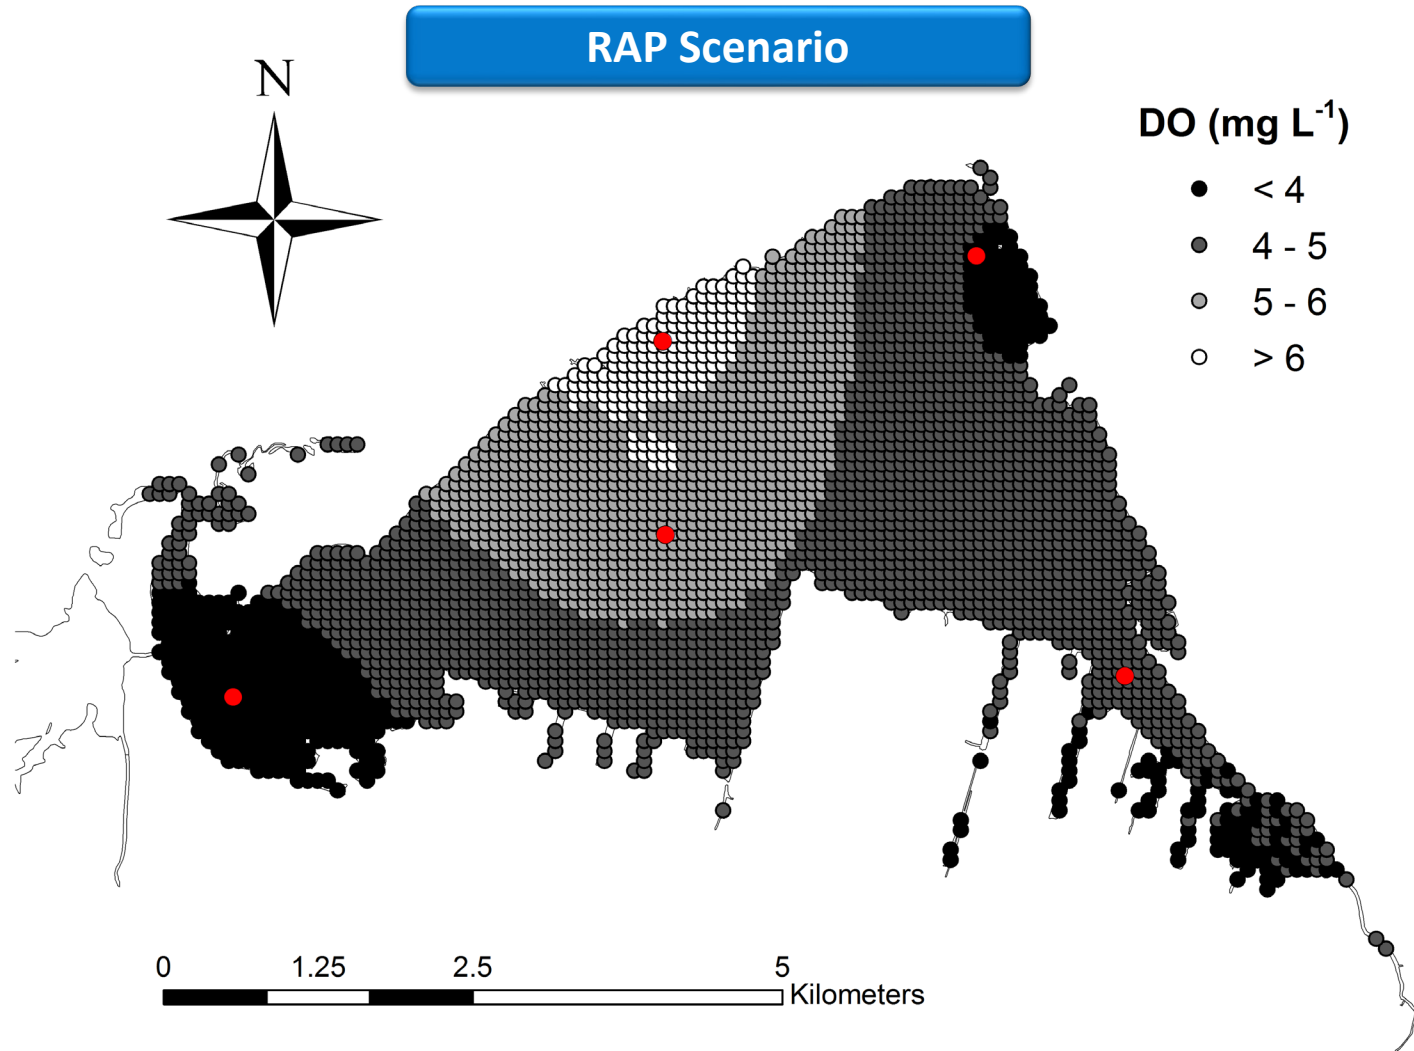 RAP Scenario
N
DO (mg L⁻¹)
< 4
4 - 5
5 - 6
> 6
0 1.25 2.5 5
Kilometers